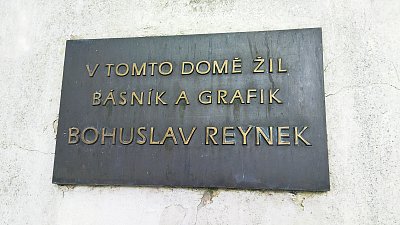 V TOMTO DOMĚ ŽIL
BÁSNÍK A GRAFIK
BOHUSLAV REYNEK